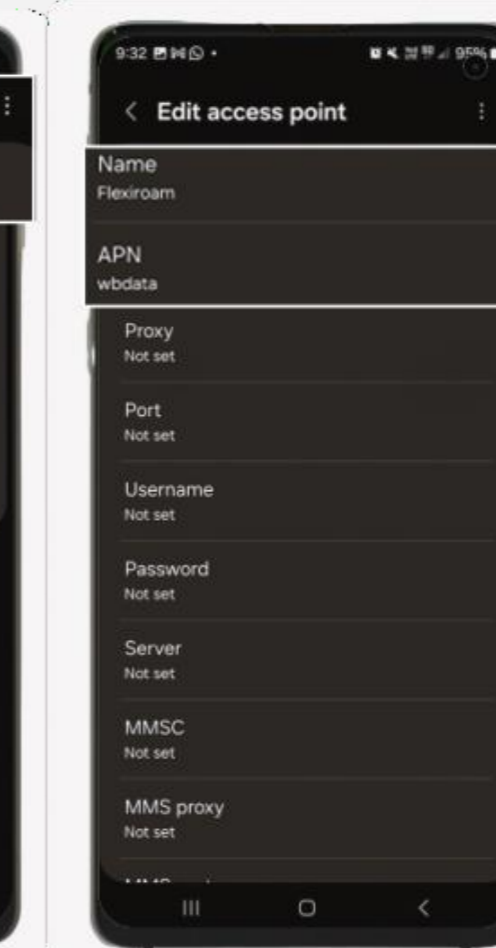 9:32
95%
Edit access point
Name
Flexiroam
APN
wbdata
Proxy
Not set
Port
Not set
Username
Not set
Password
Not set
Server
Not set
MMSC
Not set
MMS proxy
Not set